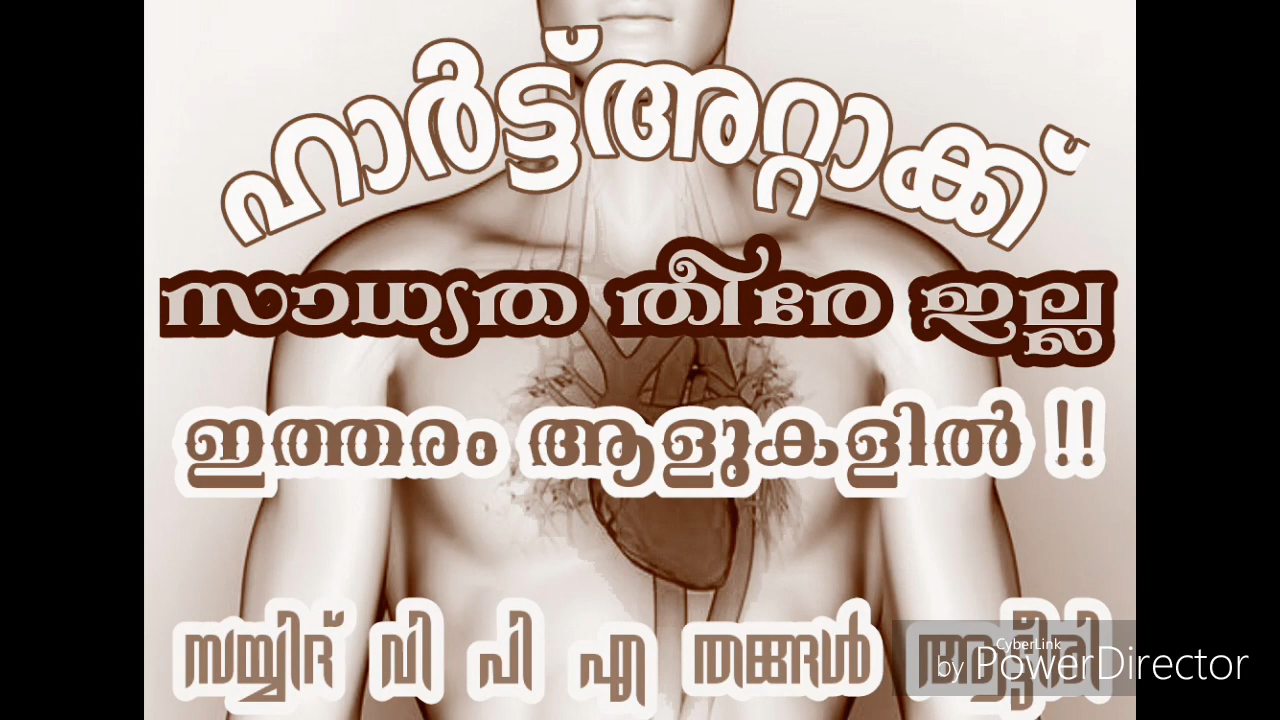 ഹാർട്ട്അറ്റാക്ക്
സാധ്യത തീരേ ഇല്ല
ഇത്തരം ആളുകളിൽ !!
സയ്യിദ് വി പി എ തങ്ങൾ
CyberLink
by PowerDirector